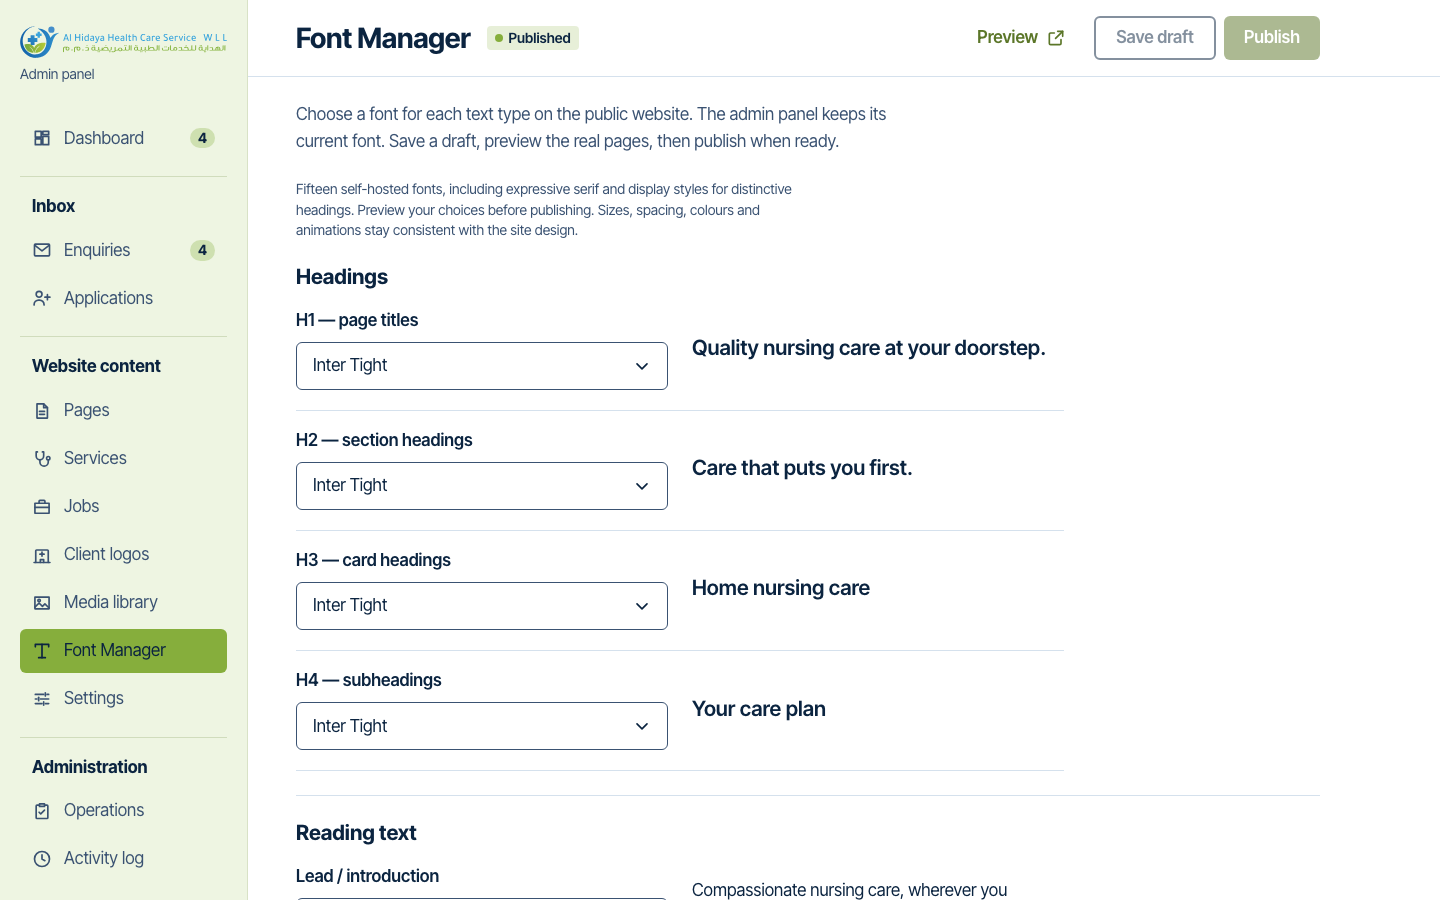 Al Hidaya Health Care Service W L L
الهداية للخدمات الطبية التمريضية ذ.م.م
Admin panel
Dashboard 4
Inbox
Enquiries 4
Applications
Website content
Pages
Services
Jobs
Client logos
Media library
Font Manager
Settings
Administration
Operations
Activity log
Font Manager
Published
Preview
Save draft
Publish
Choose a font for each text type on the public website. The admin panel keeps its
current font. Save a draft, preview the real pages, then publish when ready.
Fifteen self-hosted fonts, including expressive serif and display styles for distinctive
headings. Preview your choices before publishing. Sizes, spacing, colours and
animations stay consistent with the site design.
Headings
H1 — page titles
Inter Tight
Quality nursing care at your doorstep.
H2 — section headings
Inter Tight
Care that puts you first.
H3 — card headings
Inter Tight
Home nursing care
H4 — subheadings
Inter Tight
Your care plan
Reading text
Lead / introduction
Compassionate nursing care, wherever you